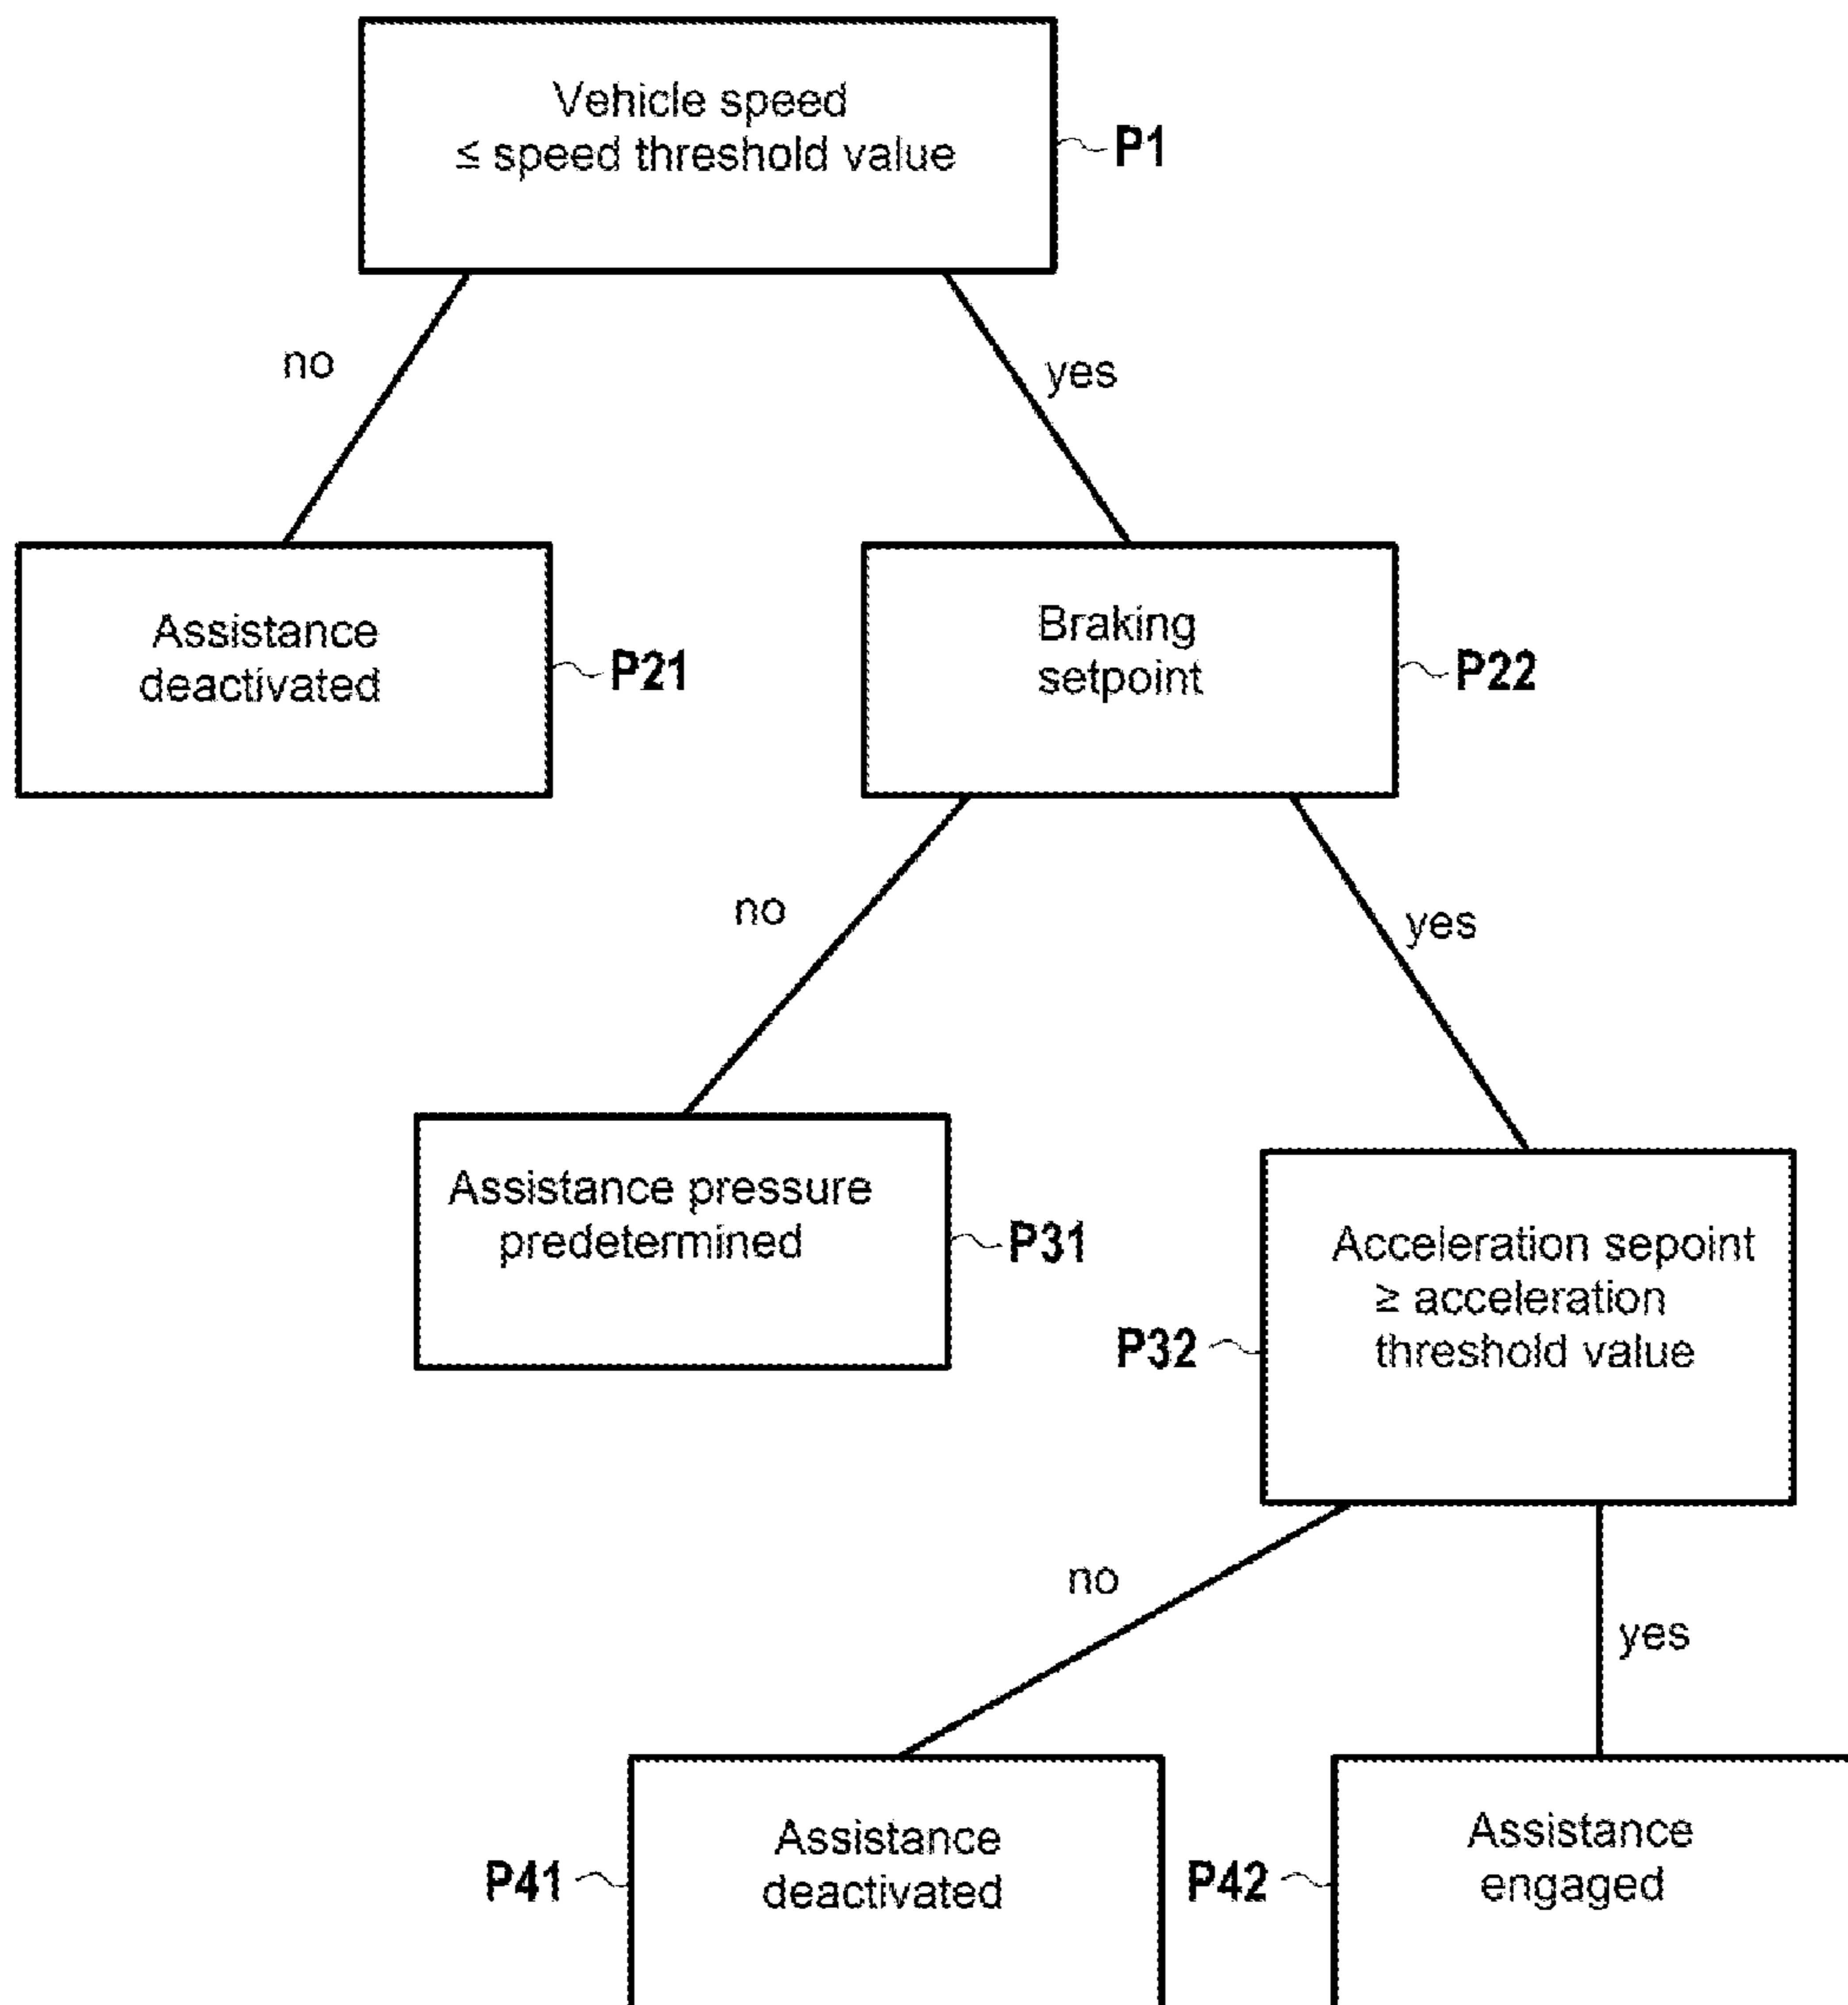 Vehicle speed
≤ speed threshold value
P1
no
yes
Assistance
deactivated
P21
Braking
setpoint
P22
no
yes
Assistance pressure
predetermined
P31
Acceleration sepoint
≥ acceleration
threshold value
P32
no
yes
Assistance
deactivated
P41
Assistance
engaged
P42